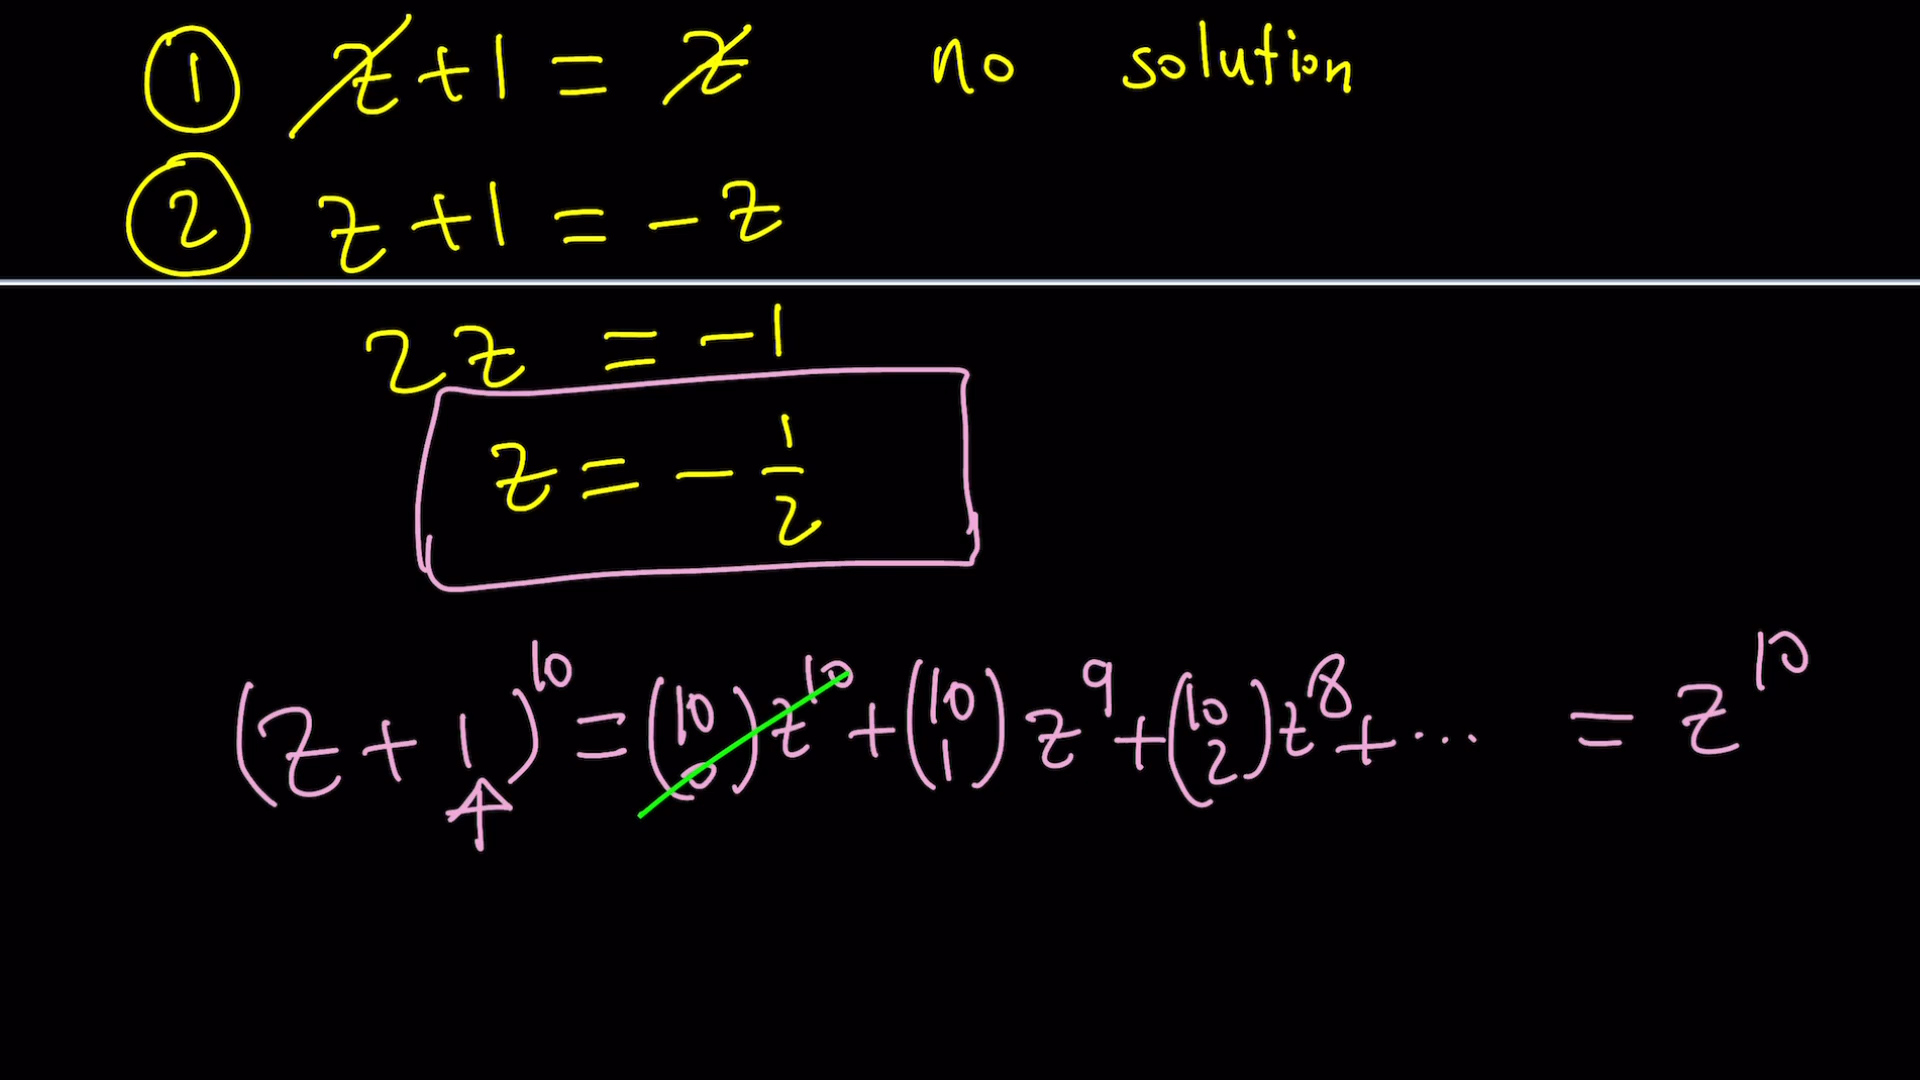 ① z + 1 = z no solution
② z + 1 = - z
2z = -1
z = - 1/2
(z + 1)^10 = (10 0) z^10 + (10 1) z^9 + (10 2) z^8 + ... = z^10